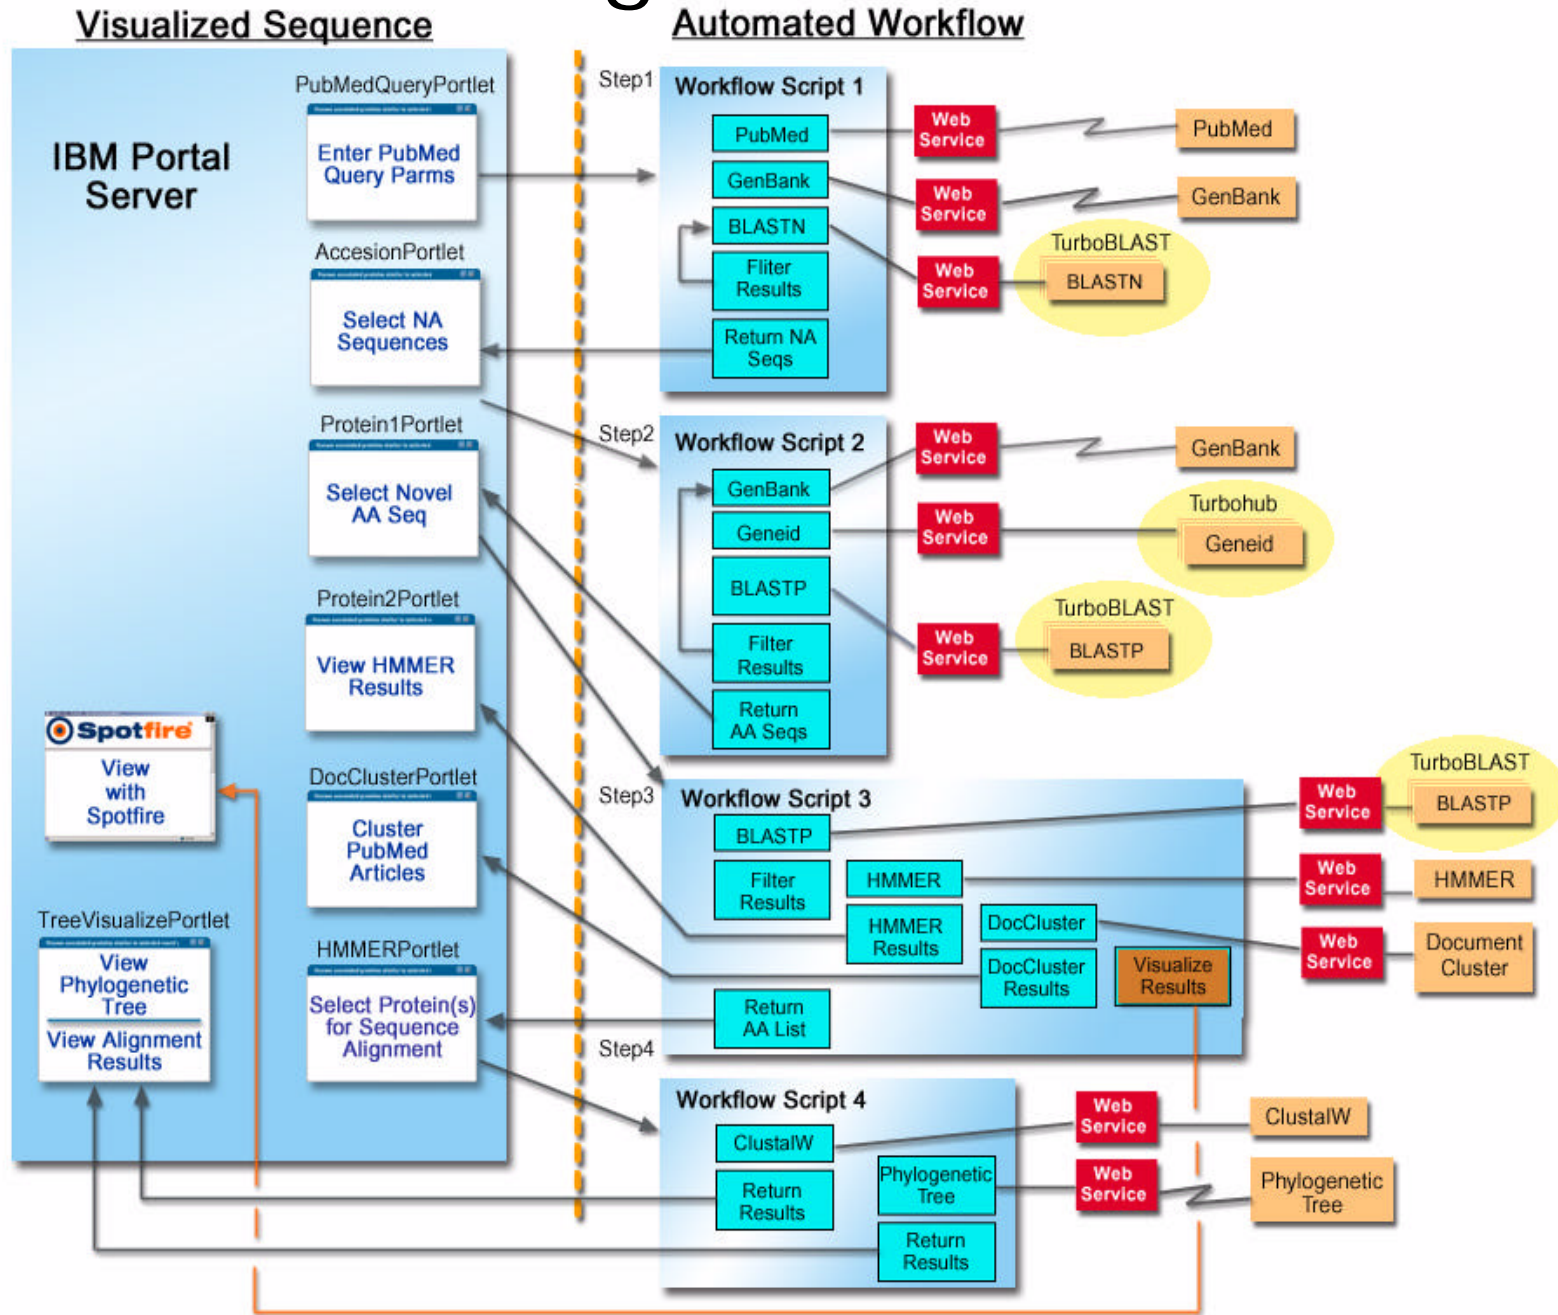 Visualized Sequence
Automated Workflow
IBM Portal
Server
PubMedQueryPortlet
Enter PubMed
Query Parms
AccesionPortlet
Select NA
Sequences
Protein1Portlet
Select Novel
AA Seq
Protein2Portlet
View HMMER
Results
DocClusterPortlet
Cluster
PubMed
Articles
HMMERPortlet
Select Protein(s)
for Sequence
Alignment
Spotfire
View
with
Spotfire
TreeVisualizePortlet
View
Phylogenetic
Tree
View Alignment
Results
Step1
Workflow Script 1
PubMed
GenBank
BLASTN
Fliter
Results
Return NA
Seqs
Web
Service
PubMed
Web
Service
GenBank
Web
Service
TurboBLAST
BLASTN
Step2
Workflow Script 2
GenBank
Geneid
BLASTP
Filter
Results
Return
AA Seqs
Web
Service
GenBank
Web
Service
Turbohub
Geneid
Web
Service
TurboBLAST
BLASTP
Step3
Workflow Script 3
BLASTP
Filter
Results
HMMER
HMMER
Results
DocCluster
DocCluster
Results
Visualize
Results
Return
AA List
Web
Service
TurboBLAST
BLASTP
Web
Service
HMMER
Web
Service
Document
Cluster
Step4
Workflow Script 4
ClustalW
Return
Results
Phylogenetic
Tree
Return
Results
Web
Service
ClustalW
Web
Service
Phylogenetic
Tree